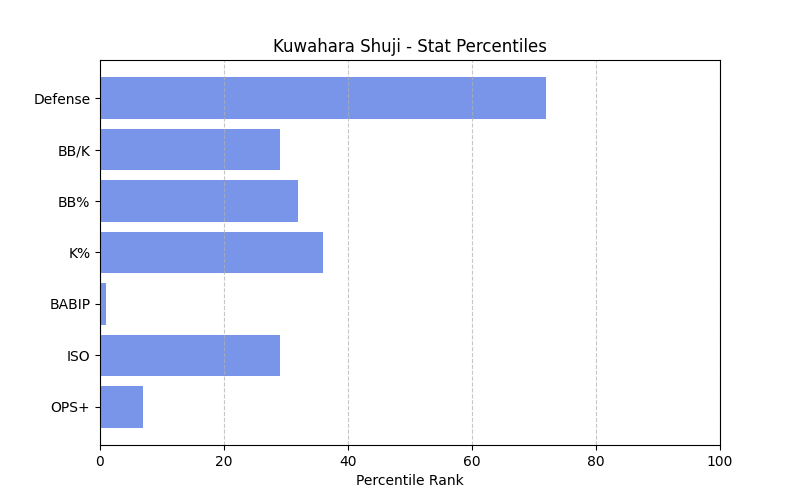 Kuwahara Shuji - Stat Percentiles
Defense
BB/K
BB%
K%
BABIP
ISO
OPS+
0 20 40 60 80 100
Percentile Rank